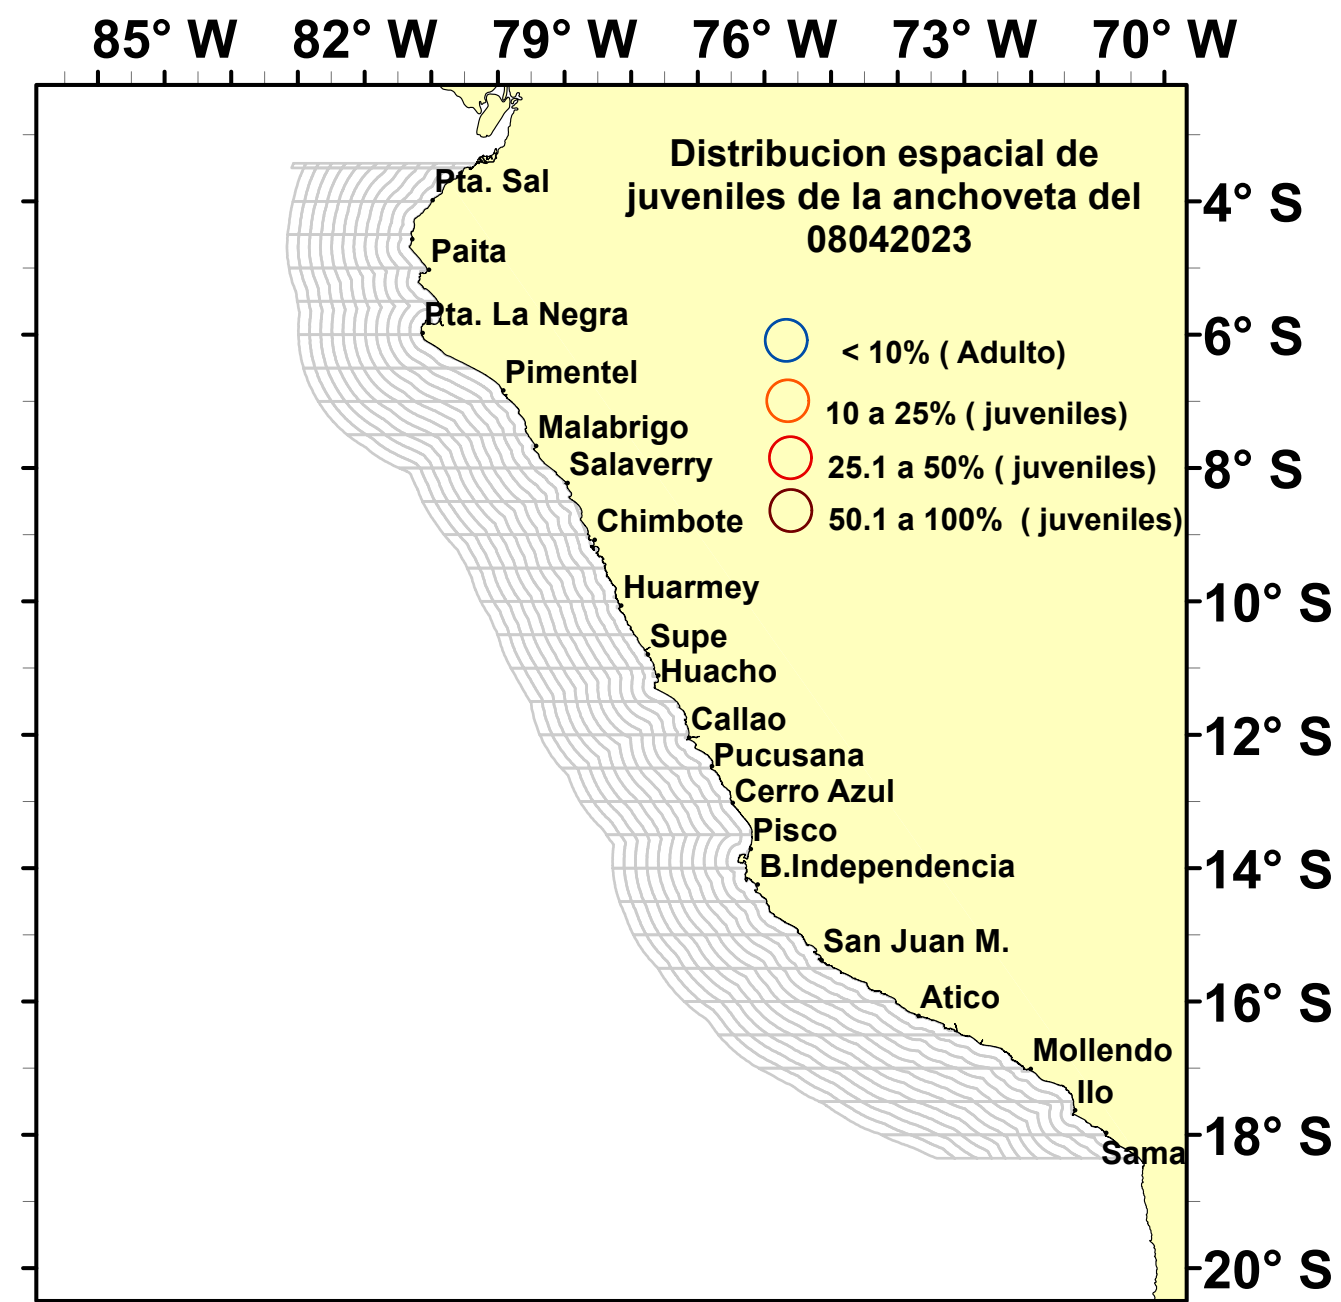 85° W 82° W 79° W 76° W 73° W 70° W
Distribucion espacial de
juveniles de la anchoveta del
08042023
Pta. Sal
4° S
Paita
Pta. La Negra
6° S
< 10% ( Adulto)
Pimentel
10 a 25% ( juveniles)
Malabrigo
Salaverry
25.1 a 50% ( juveniles)
8° S
Chimbote
50.1 a 100%  ( juveniles)
Huarmey
10° S
Supe
Huacho
Callao
12° S
Pucusana
Cerro Azul
Pisco
B.Independencia
14° S
San Juan M.
Atico
16° S
Mollendo
Ilo
18° S
Sama
20° S